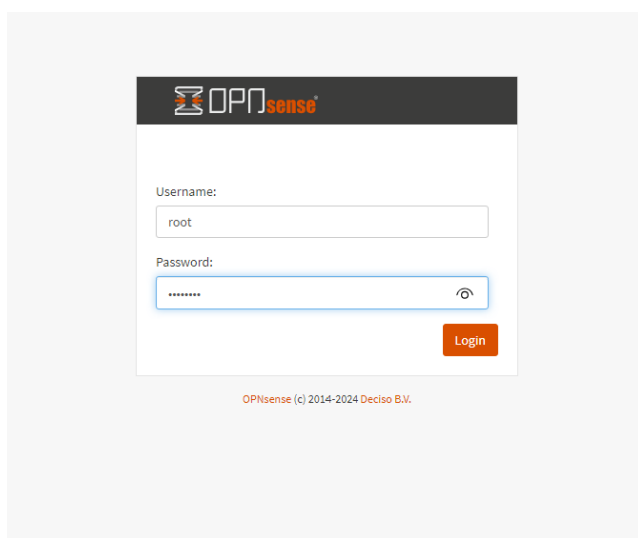 OPNsense®
Username:
root
Password:
••••••••
Login
OPNsense (c) 2014-2024 Deciso B.V.